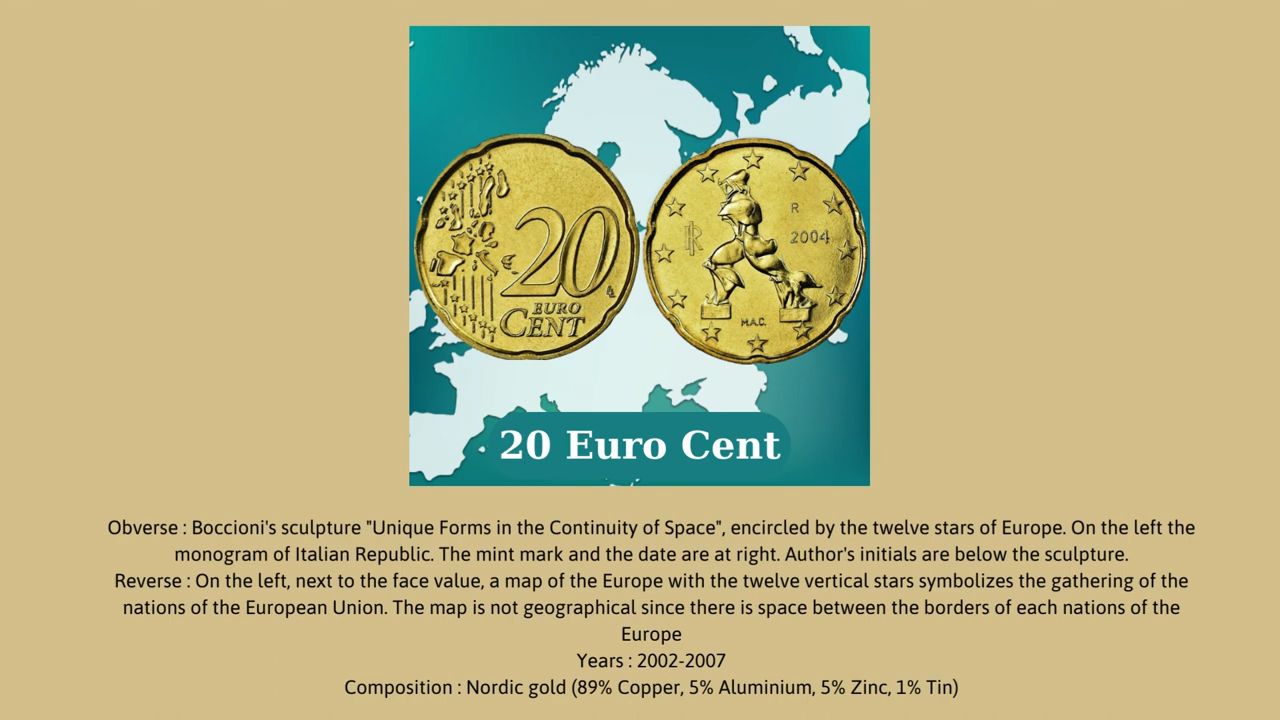 20
€
EURO
CENT
R
2004
M.A.C.
20 Euro Cent
Obverse : Boccioni's sculpture "Unique Forms in the Continuity of Space", encircled by the twelve stars of Europe. On the left the
monogram of Italian Republic. The mint mark and the date are at right. Author's initials are below the sculpture.
Reverse : On the left, next to the face value, a map of the Europe with the twelve vertical stars symbolizes the gathering of the
nations of the European Union. The map is not geographical since there is space between the borders of each nations of the
Europe
Years : 2002-2007
Composition : Nordic gold (89% Copper, 5% Aluminium, 5% Zinc, 1% Tin)